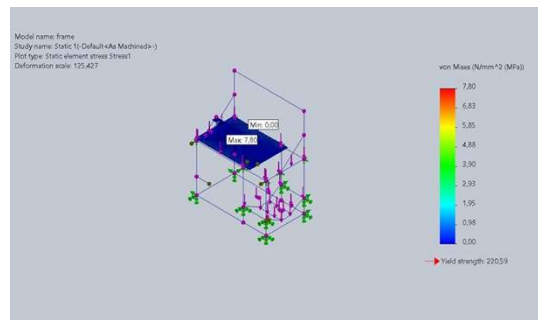 Model name: frame
Study name: Static 1(-Default<As Machined>-)
Plot type: Static element stress Stress1
Deformation scale: 125,427
von Mises (N/mm^2 (MPa))
7,80
6,83
5,85
4,88
3,90
2,93
1,95
0,98
0,00
Yield strength: 220,59
Min: 0,00
Max: 7,80